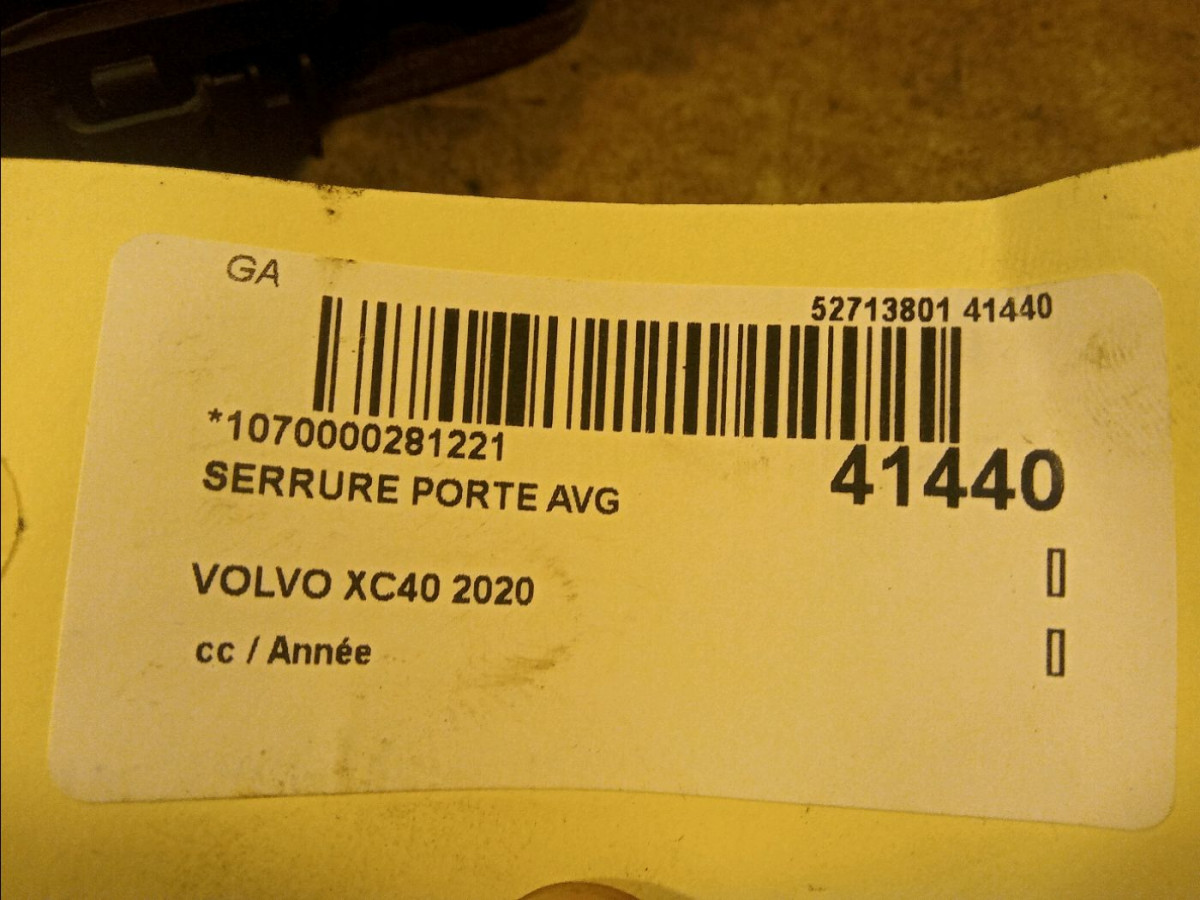 GA
52713801 41440
*1070000281221
41440
SERRURE PORTE AVG
VOLVO XC40 2020
cc / Année